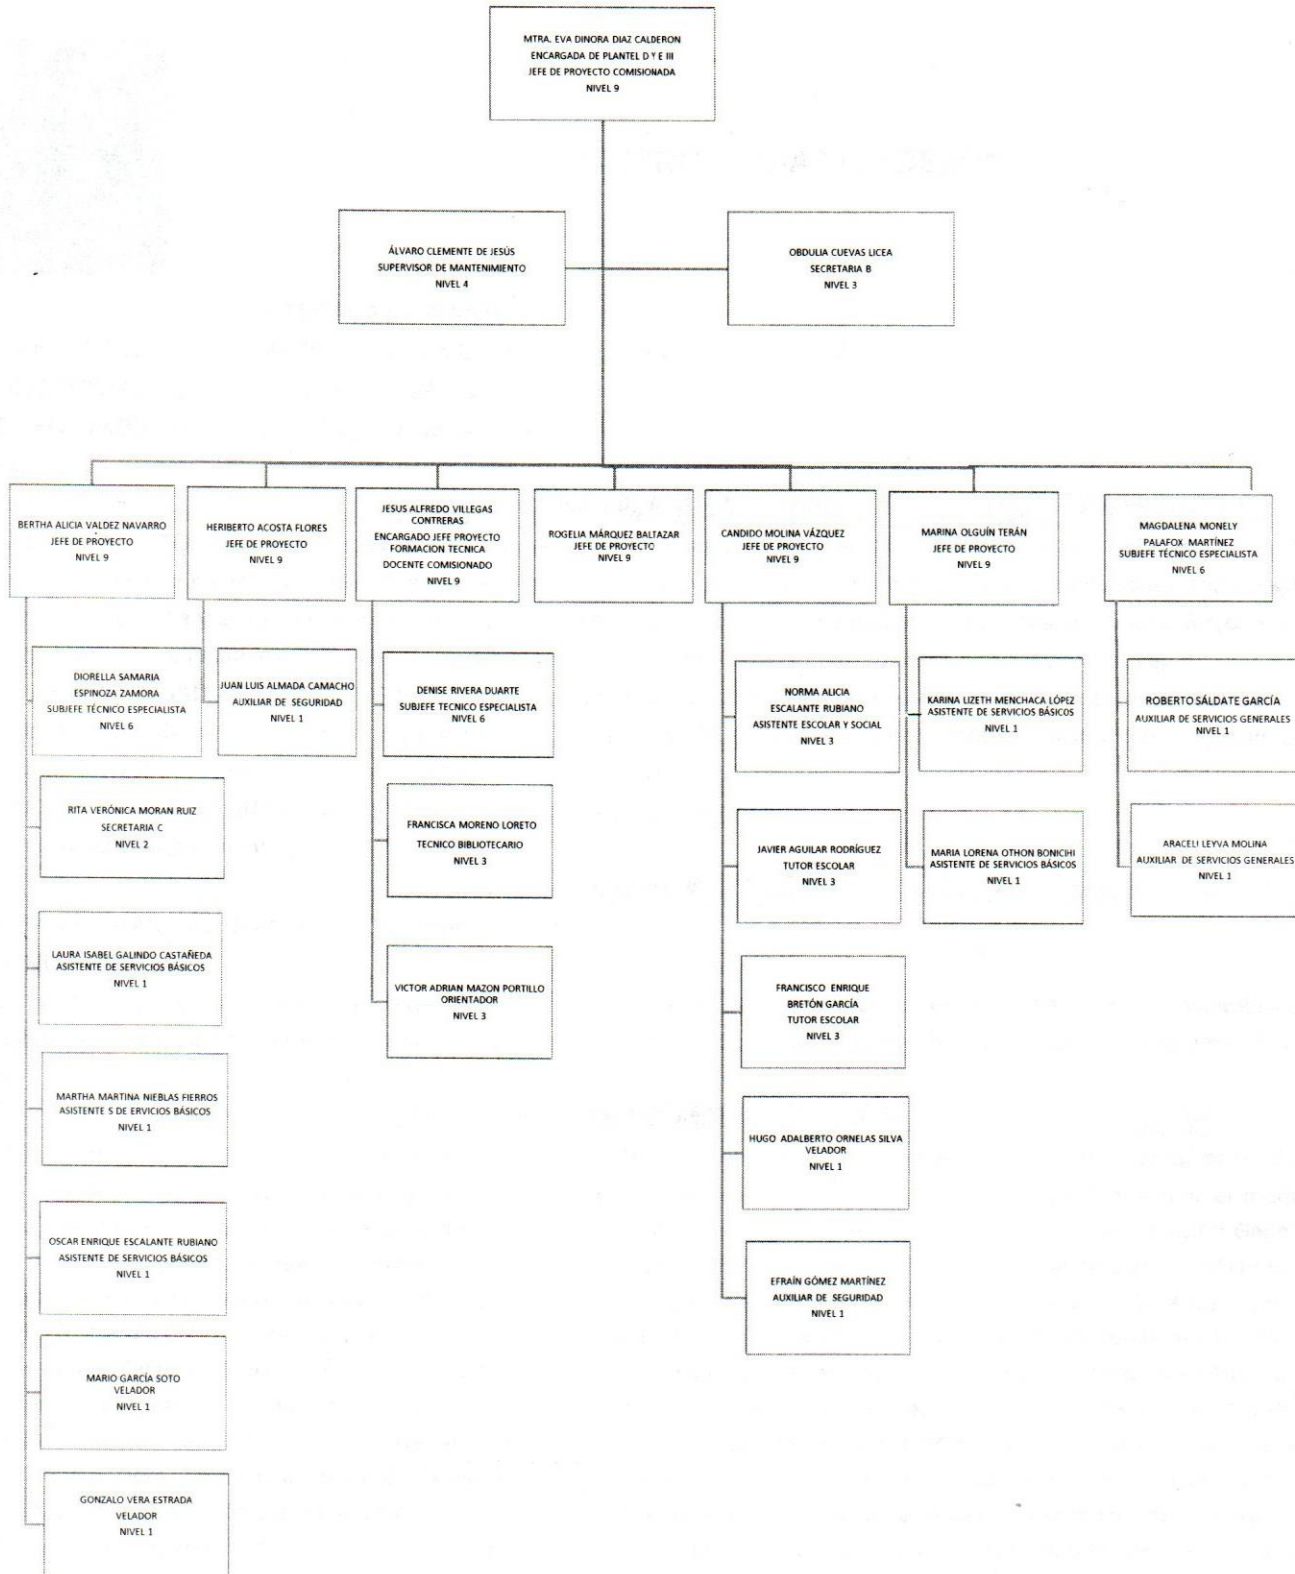 MTRA. EVA DINORA DIAZ CALDERON
ENCARGADA DE PLANTEL D Y E III
JEFE DE PROYECTO COMISIONADA
NIVEL 9
ÁLVARO CLEMENTE DE JESÚS
SUPERVISOR DE MANTENIMIENTO
NIVEL 4
OBDULIA CUEVAS LICEA
SECRETARIA B
NIVEL 3
BERTHA ALICIA VALDEZ NAVARRO
JEFE DE PROYECTO
NIVEL 9
HERIBERTO ACOSTA FLORES
JEFE DE PROYECTO
NIVEL 9
JESUS ALFREDO VILLEGAS
CONTRERAS
ENCARGADO JEFE PROYECTO
FORMACION TECNICA
DOCENTE COMISIONADO
NIVEL 9
ROGELIA MÁRQUEZ BALTAZAR
JEFE DE PROYECTO
NIVEL 9
CANDIDO MOLINA VÁZQUEZ
JEFE DE PROYECTO
NIVEL 9
MARINA OLGUÍN TERÁN
JEFE DE PROYECTO
NIVEL 9
MAGDALENA MONELY
PALAFOX MARTÍNEZ
SUBJEFE TÉCNICO ESPECIALISTA
NIVEL 6
DIORELLA SAMARIA
ESPINOZA ZAMORA
SUBJEFE TÉCNICO ESPECIALISTA
NIVEL 6
RITA VERÓNICA MORAN RUIZ
SECRETARIA C
NIVEL 2
LAURA ISABEL GALINDO CASTAÑEDA
ASISTENTE DE SERVICIOS BÁSICOS
NIVEL 1
MARTHA MARTINA NIEBLAS FIERROS
ASISTENTE S DE ERVICIOS BÁSICOS
NIVEL 1
OSCAR ENRIQUE ESCALANTE RUBIANO
ASISTENTE DE SERVICIOS BÁSICOS
NIVEL 1
MARIO GARCÍA SOTO
VELADOR
NIVEL 1
GONZALO VERA ESTRADA
VELADOR
NIVEL 1
JUAN LUIS ALMADA CAMACHO
AUXILIAR DE SEGURIDAD
NIVEL 1
DENISE RIVERA DUARTE
SUBJEFE TÉCNICO ESPECIALISTA
NIVEL 6
FRANCISCA MORENO LORETO
TECNICO BIBLIOTECARIO
NIVEL 3
VICTOR ADRIAN MAZON PORTILLO
ORIENTADOR
NIVEL 3
NORMA ALICIA
ESCALANTE RUBIANO
ASISTENTE ESCOLAR Y SOCIAL
NIVEL 3
JAVIER AGUILAR RODRÍGUEZ
TUTOR ESCOLAR
NIVEL 3
FRANCISCO ENRIQUE
BRETÓN GARCÍA
TUTOR ESCOLAR
NIVEL 3
HUGO ADALBERTO ORNELAS SILVA
VELADOR
NIVEL 1
EFRAÍN GÓMEZ MARTÍNEZ
AUXILIAR DE SEGURIDAD
NIVEL 1
KARINA LIZETH MENCHACA LÓPEZ
ASISTENTE DE SERVICIOS BÁSICOS
NIVEL 1
MARIA LORENA OTHON BONICIHI
ASISTENTE DE SERVICIOS BÁSICOS
NIVEL 1
ROBERTO SÁLDATE GARCÍA
AUXILIAR DE SERVICIOS GENERALES
NIVEL 1
ARACELI LEYVA MOLINA
AUXILIAR DE SERVICIOS GENERALES
NIVEL 1